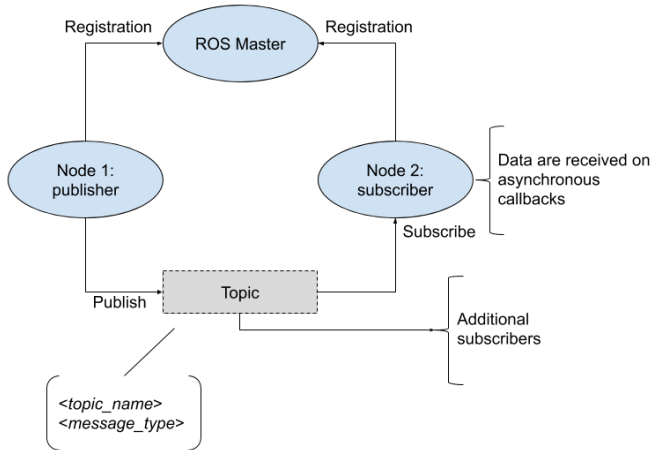 Registration
Registration
ROS Master
Node 1:
publisher
Node 2:
subscriber
Data are received on
asynchronous
callbacks
Subscribe
Publish
Topic
Additional
subscribers
<topic_name>
<message_type>